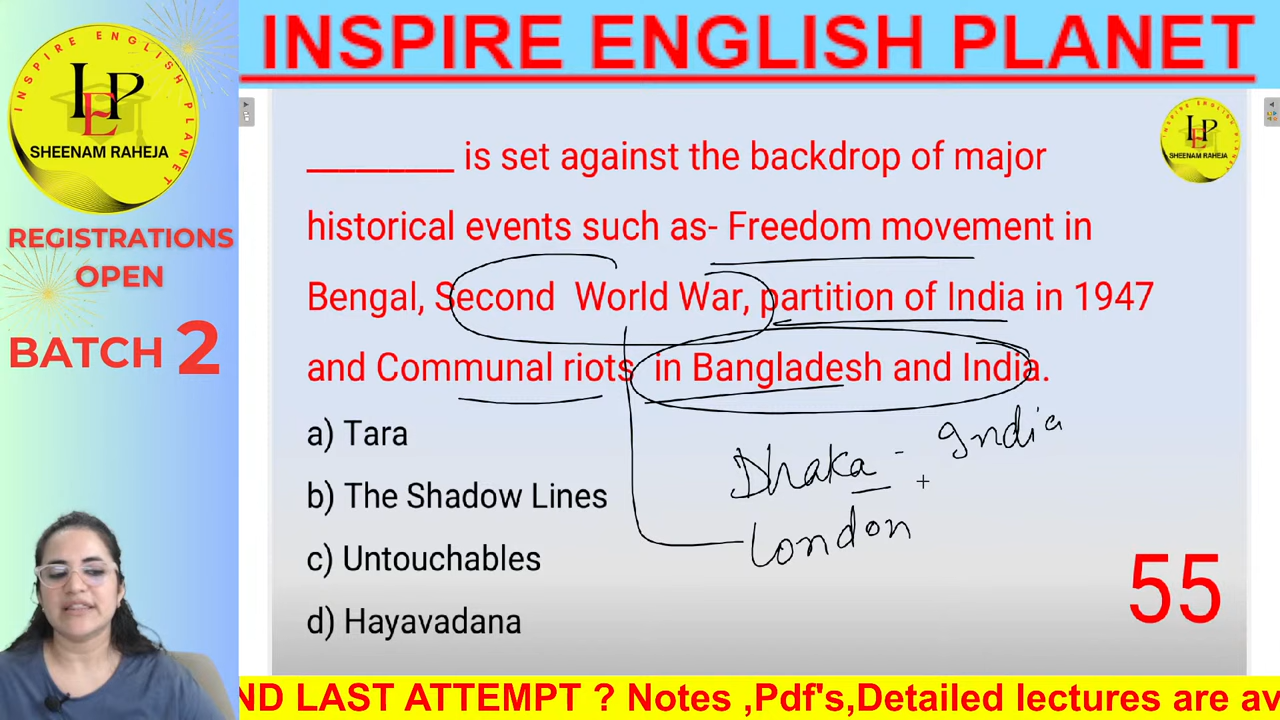 INSPIRE ENGLISH PLANET
INSPIRE ENGLISH PLANET
IEP
SHEENAM RAHEJA
REGISTRATIONS
OPEN
BATCH 2
IEP
SHEENAM RAHEJA
_________ is set against the backdrop of major
historical events such as- Freedom movement in
Bengal, Second World War, partition of India in 1947
and Communal riots in Bangladesh and India.
a) Tara
b) The Shadow Lines
c) Untouchables
d) Hayavadana
Dhaka - India
+
London
55
ND LAST ATTEMPT ? Notes ,Pdf's,Detailed lectures are av